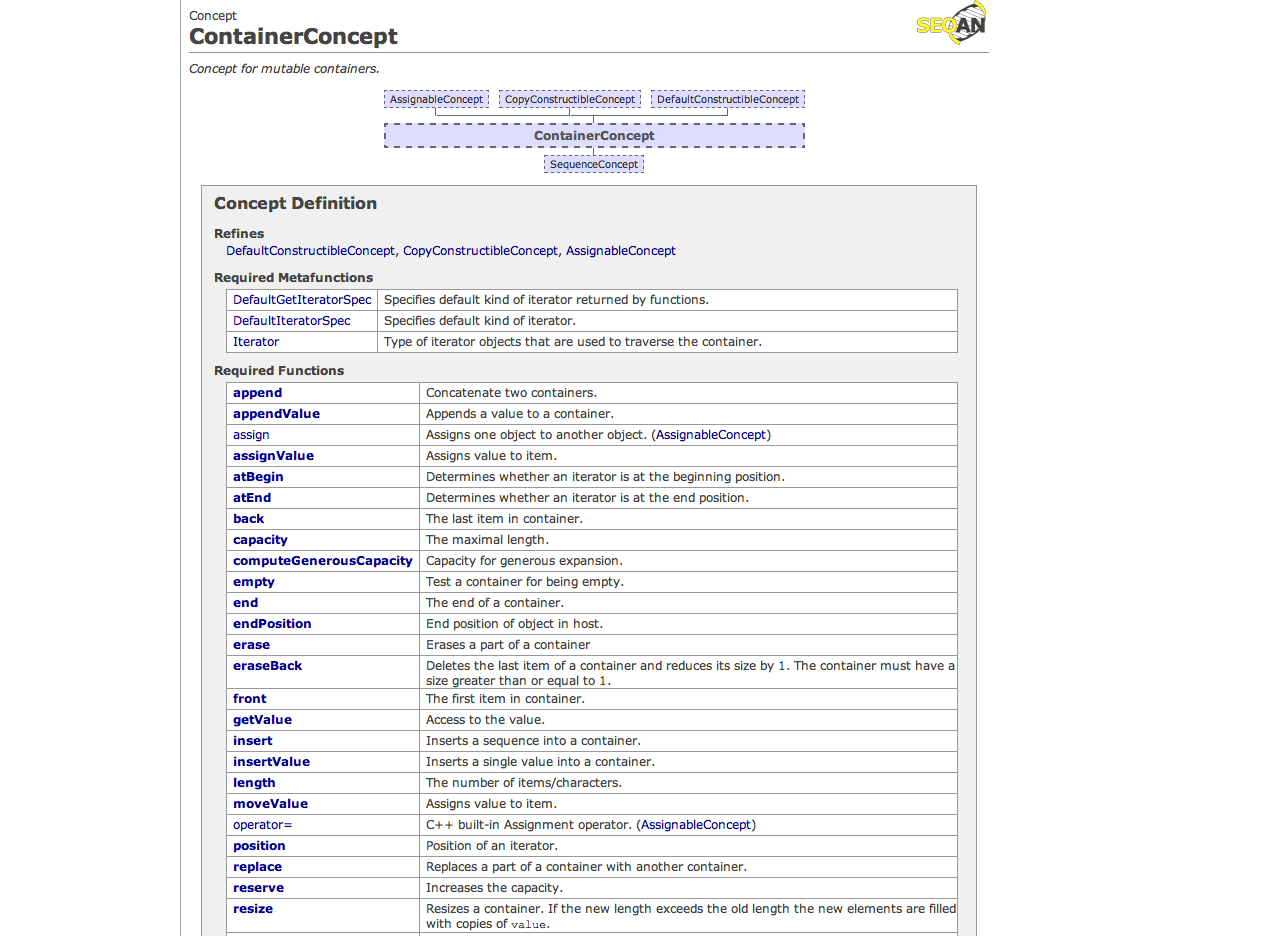 Concept
ContainerConcept
SEQAN
Concept for mutable containers.
AssignableConcept CopyConstructibleConcept DefaultConstructibleConcept
ContainerConcept
SequenceConcept
Concept Definition
Refines
DefaultConstructibleConcept, CopyConstructibleConcept, AssignableConcept
Required Metafunctions
DefaultGetIteratorSpec Specifies default kind of iterator returned by functions.
DefaultIteratorSpec Specifies default kind of iterator.
Iterator Type of iterator objects that are used to traverse the container.
Required Functions
append Concatenate two containers.
appendValue Appends a value to a container.
assign Assigns one object to another object. (AssignableConcept)
assignValue Assigns value to item.
atBegin Determines whether an iterator is at the beginning position.
atEnd Determines whether an iterator is at the end position.
back The last item in container.
capacity The maximal length.
computeGenerousCapacity Capacity for generous expansion.
empty Test a container for being empty.
end The end of a container.
endPosition End position of object in host.
erase Erases a part of a container
eraseBack Deletes the last item of a container and reduces its size by 1. The container must have a
size greater than or equal to 1.
front The first item in container.
getValue Access to the value.
insert Inserts a sequence into a container.
insertValue Inserts a single value into a container.
length The number of items/characters.
moveValue Assigns value to item.
operator= C++ built-in Assignment operator. (AssignableConcept)
position Position of an iterator.
replace Replaces a part of a container with another container.
reserve Increases the capacity.
resize Resizes a container. If the new length exceeds the old length the new elements are filled
with copies of value.